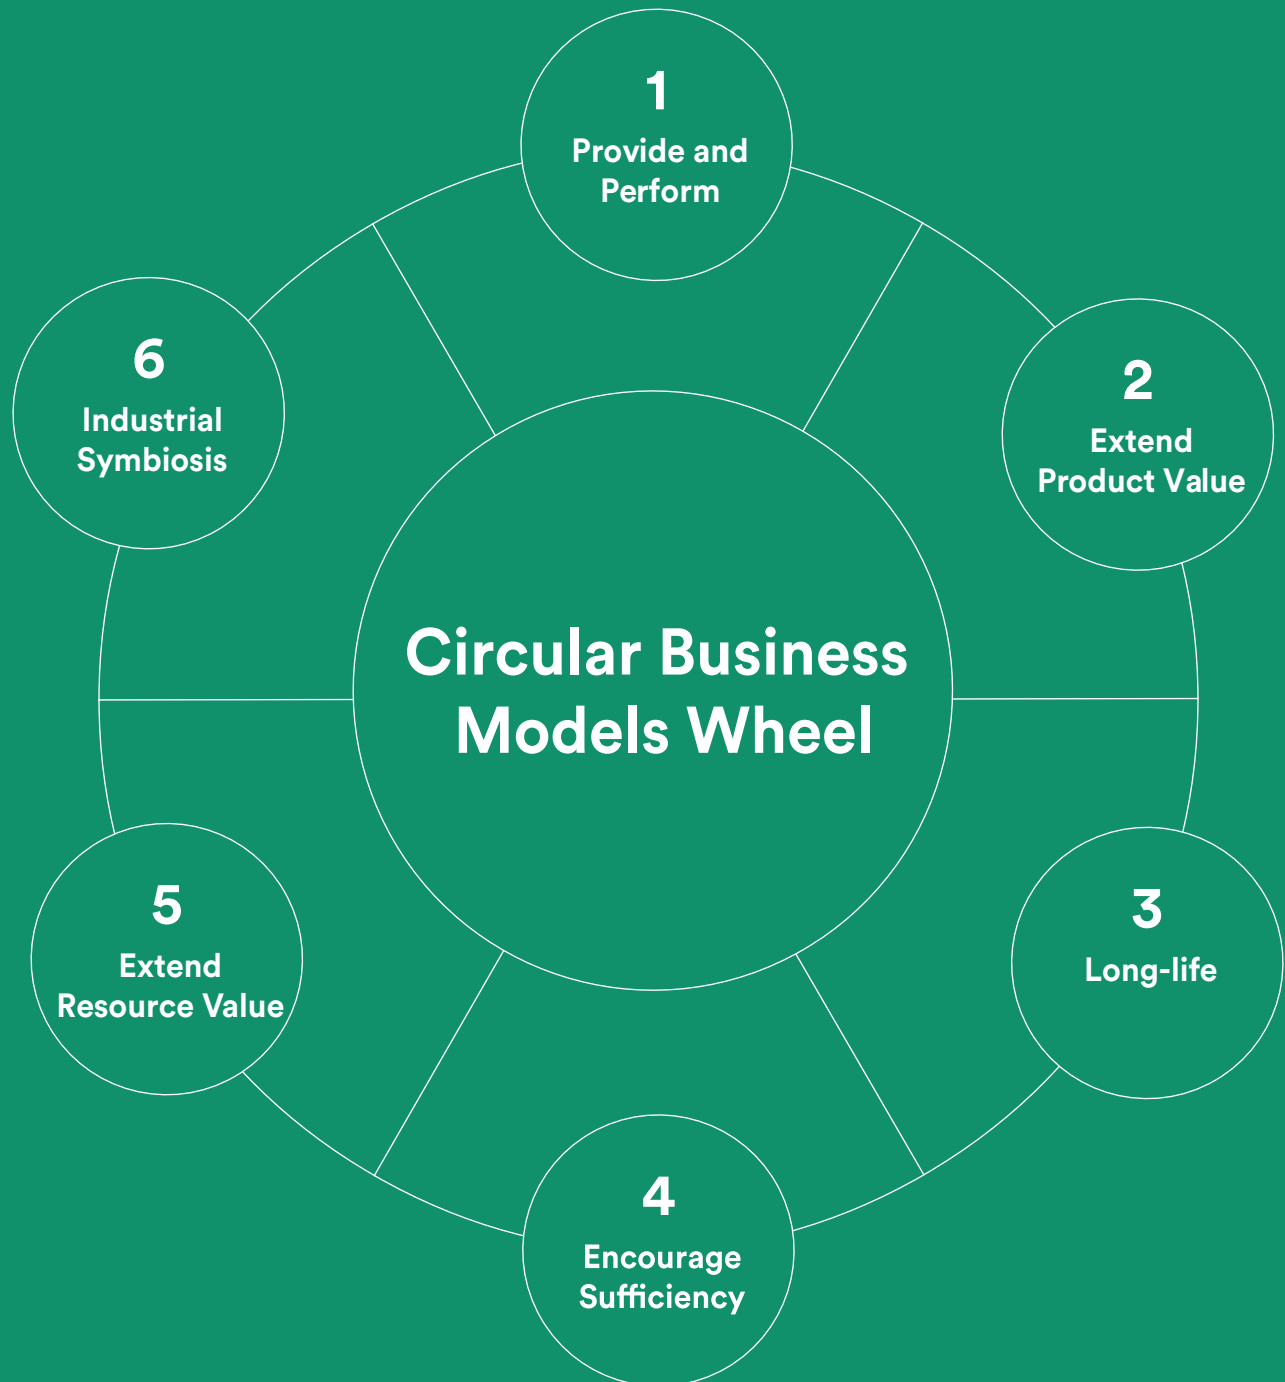 Circular Business
Models Wheel
1
Provide and
Perform
2
Extend
Product Value
3
Long-life
4
Encourage
Sufficiency
5
Extend
Resource Value
6
Industrial
Symbiosis